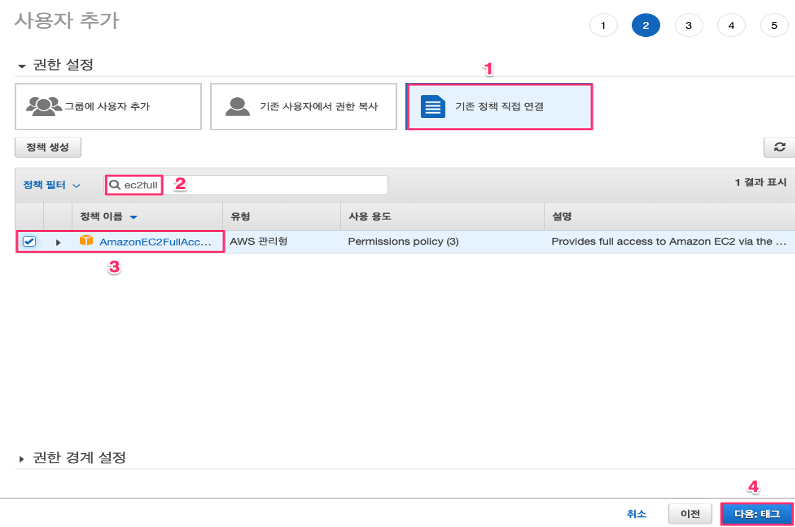 사용자 추가
1 2 3 4 5
권한 설정
1
그룹에 사용자 추가 기존 사용자에서 권한 복사 기존 정책 직접 연결
정책 생성
정책 필터 ec2full 2 1 결과 표시
정책 이름 유형 사용 용도 설명
AmazonEC2FullAcc... AWS 관리형 Permissions policy (3) Provides full access to Amazon EC2 via the ...
3
권한 경계 설정
4
취소 이전 다음: 태그